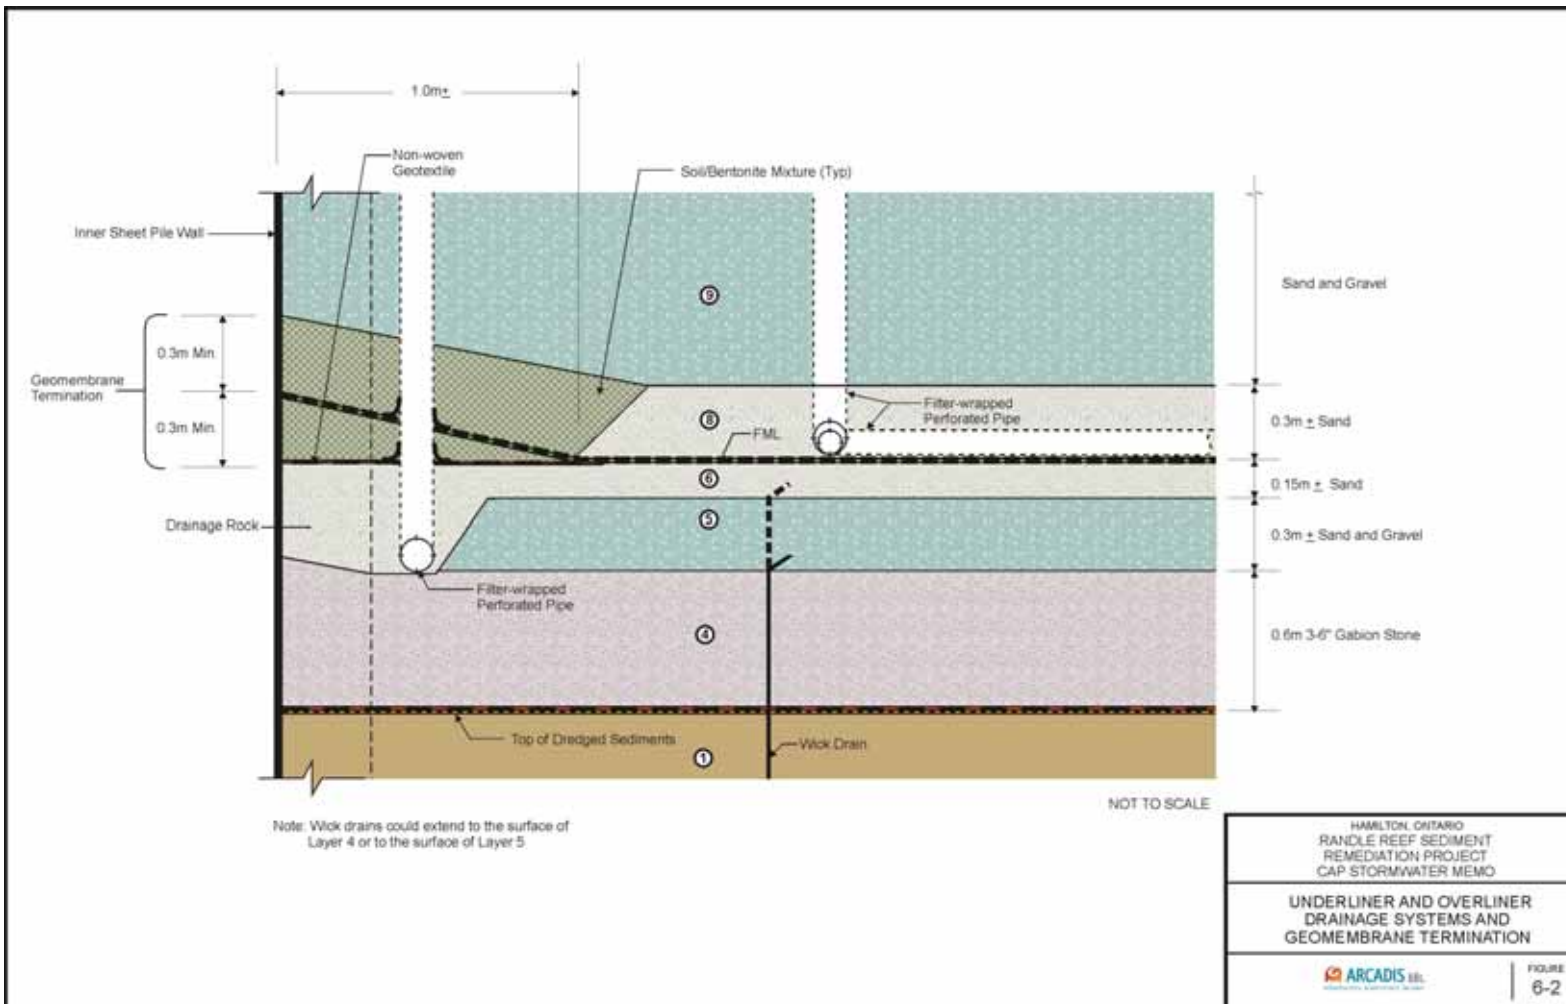 1.0m±
Non-woven
Geotextile
Soil/Bentonite Mixture (Typ)
Inner Sheet Pile Wall
Sand and Gravel
9
0.3m Min.
Geomembrane
Termination
0.3m Min.
Filter-wrapped
Perforated Pipe
8
0.3m ± Sand
FML
6
0.15m ± Sand
Drainage Rock
5
0.3m ± Sand and Gravel
Filter-wrapped
Perforated Pipe
4
0.6m 3-6" Gabion Stone
Top of Dredged Sediments
Wick Drain
1
NOT TO SCALE
Note: Wick drains could extend to the surface of
Layer 4 or to the surface of Layer 5
HAMILTON, ONTARIO
RANDLE REEF SEDIMENT
REMEDIATION PROJECT
CAP STORMWATER MEMO
UNDERLINER AND OVERLINER
DRAINAGE SYSTEMS AND
GEOMEMBRANE TERMINATION
ARCADIS BBL
FIGURE
6-2